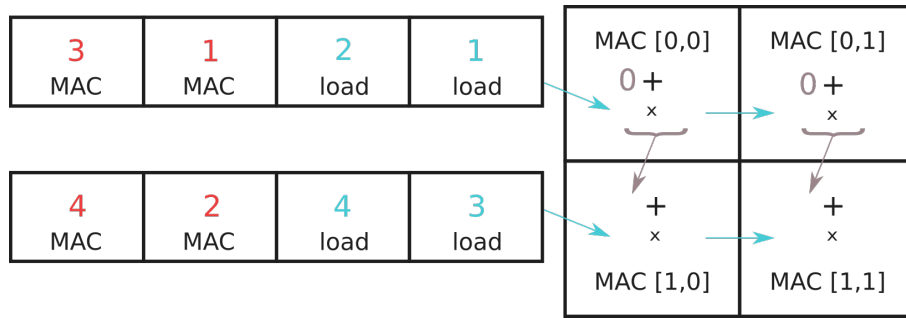 3 1 2 1
MAC MAC load load
4 2 4 3
MAC MAC load load
MAC [0,0] MAC [0,1]
0 + 0 +
x x
+ +
x x
MAC [1,0] MAC [1,1]